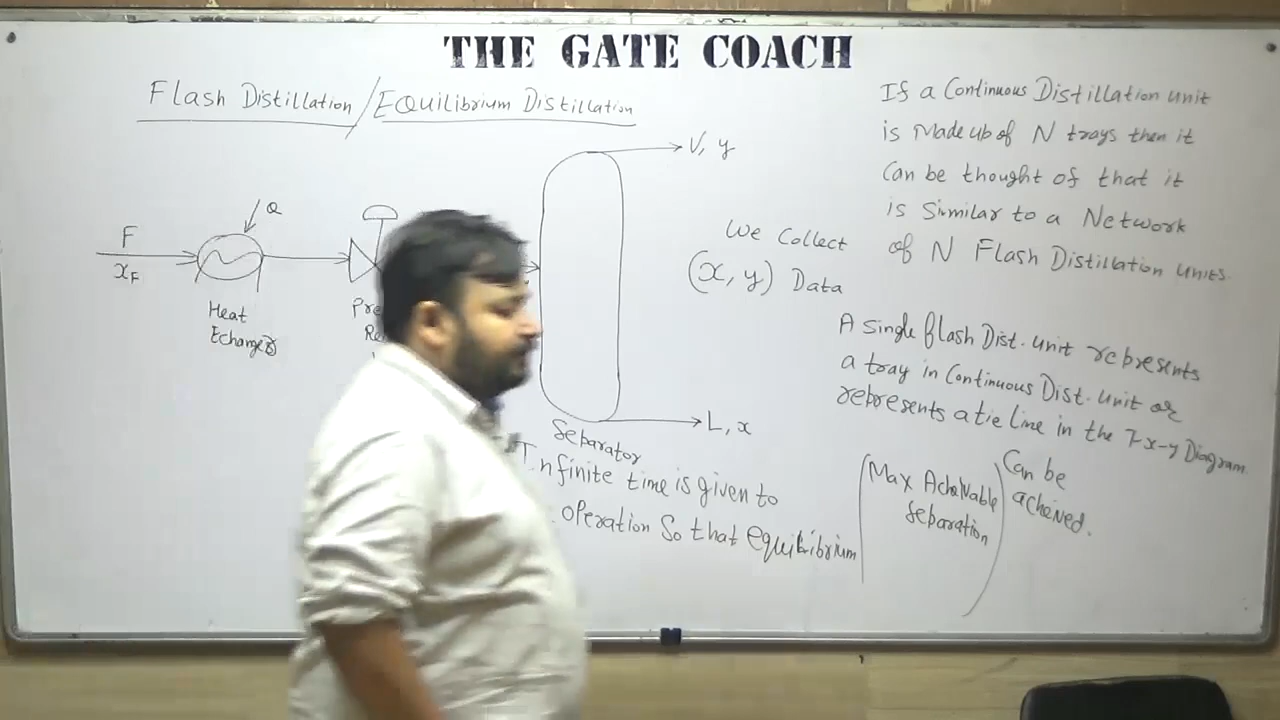 THE GATE COACH
Flash Distillation/Equilibrium Distillation
F
xF
Q
Heat
Echanger
V, y
L, x
Separator
We Collect
(x, y) Data
Infinite time is given to
operation So that equilibrium
(Max Acheivable
Separation)
Can be
achieved.
If a Continuous Distillation unit
is Made up of N trays then it
Can be thought of that it
is Similar to a Network
of N Flash Distillation Units.
A Single flash Dist. unit represents
a tray in Continuous Dist. Unit or
represents a tie line in the T-x-y Diagram